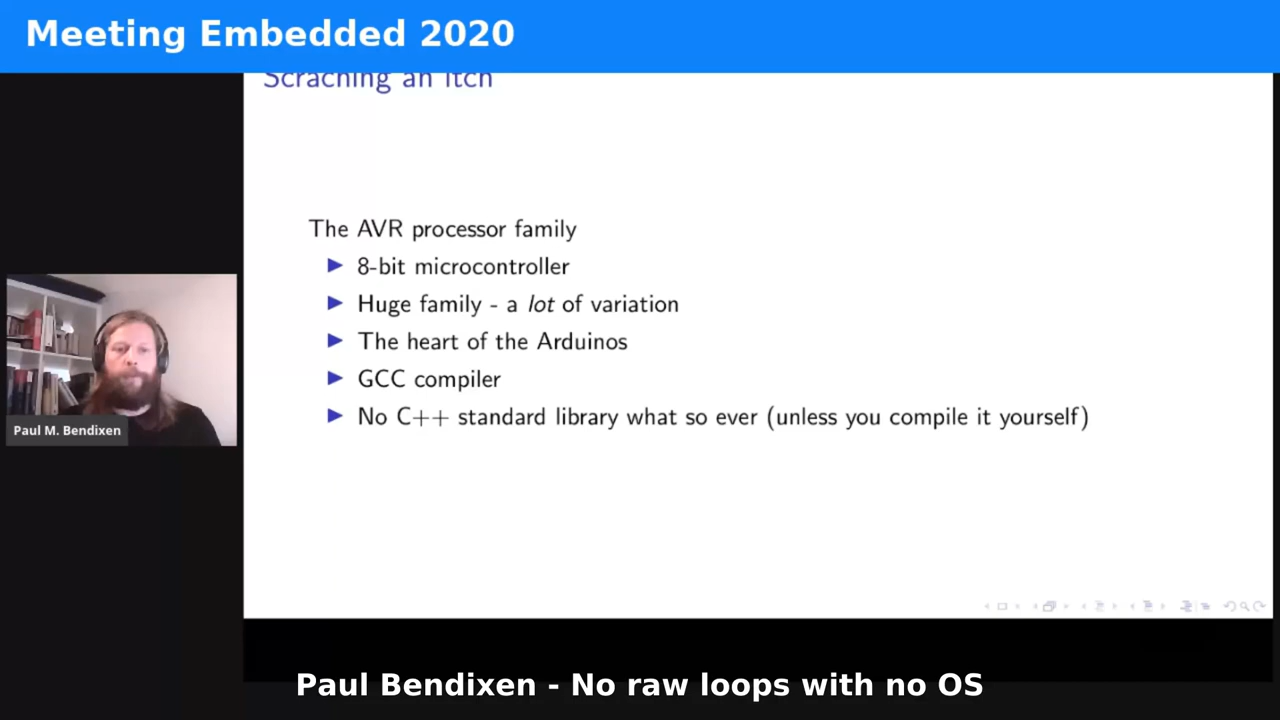 Meeting Embedded 2020
Scraching an Itch
The AVR processor family
8-bit microcontroller
Huge family - a lot of variation
The heart of the Arduinos
GCC compiler
No C++ standard library what so ever (unless you compile it yourself)
Paul M. Bendixen
Paul Bendixen - No raw loops with no OS